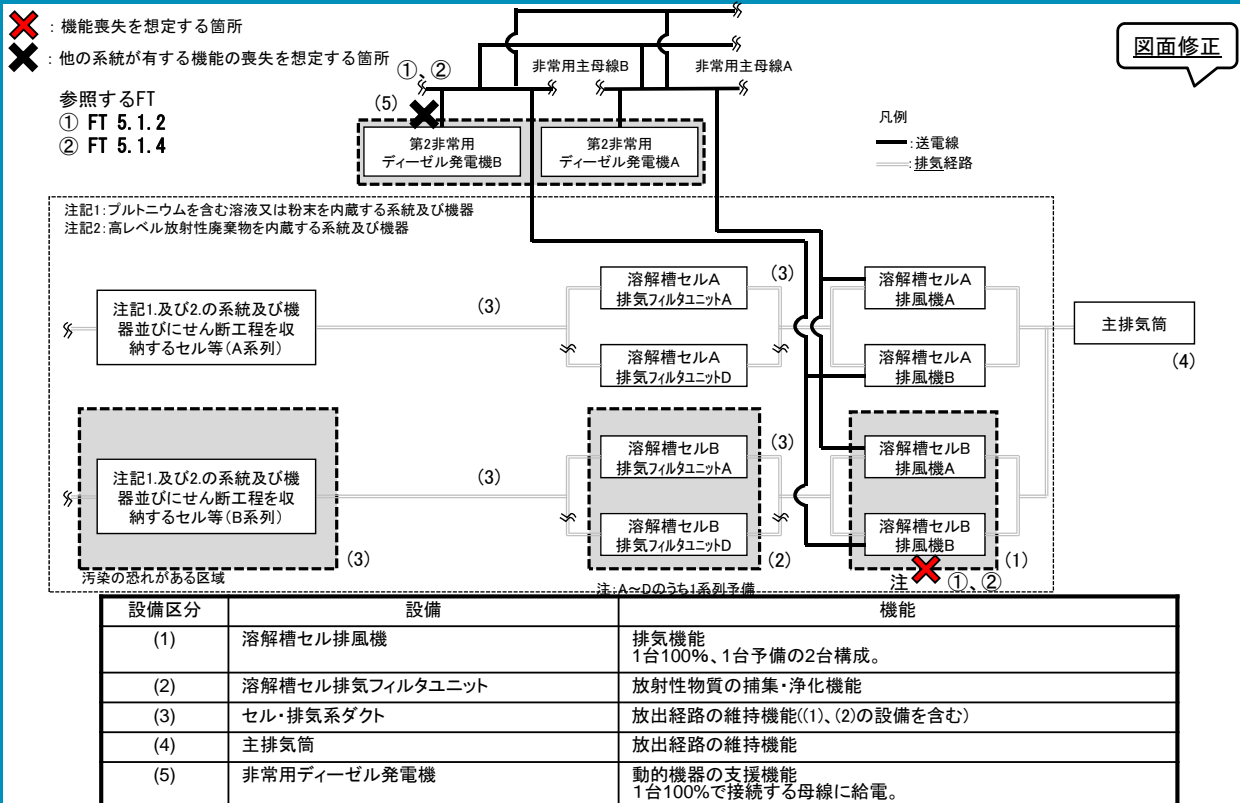 ：機能喪失を想定する箇所
：他の系統が有する機能の喪失を想定する箇所
図面修正
参照するFT
① FT 5.1.2
② FT 5.1.4
①、②
非常用主母線B
非常用主母線A
(5)
第2非常用
ディーゼル発電機B
第2非常用
ディーゼル発電機A
凡例
：送電線
：排気経路
注記1：プルトニウムを含む溶液又は粉末を内蔵する系統及び機器
注記2：高レベル放射性廃棄物を内蔵する系統及び機器
注記1.及び2.の系統及び機
器並びにせん断工程を収
納するセル等（A系列）
(3)
溶解槽セルA
排気フィルタユニットA
(3)
溶解槽セルA
排風機A
溶解槽セルA
排気フィルタユニットD
溶解槽セルA
排風機B
主排気筒
(4)
注記1.及び2.の系統及び機
器並びにせん断工程を収
納するセル等（B系列）
(3)
(3)
溶解槽セルB
排気フィルタユニットA
(3)
溶解槽セルB
排風機A
溶解槽セルB
排気フィルタユニットD
(2)
溶解槽セルB
排風機B
(1)
汚染の恐れがある区域
注：A～Dのうち1系列予備
注
①、②
設備区分 設備 機能
(1) 溶解槽セル排風機 排気機能
1台100％、1台予備の2台構成。
(2) 溶解槽セル排気フィルタユニット 放射性物質の捕集・浄化機能
(3) セル・排気系ダクト 放出経路の維持機能((1)、(2)の設備を含む)
(4) 主排気筒 放出経路の維持機能
(5) 非常用ディーゼル発電機 動的機器の支援機能
1台100％で接続する母線に給電。